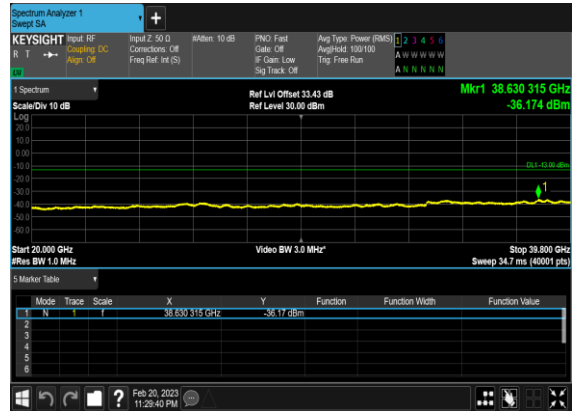 Spectrum Analyzer 1
Swept SA
KEYSIGHT
R T
Input: RF
Coupling: DC
Align: Off
Input Z: 50 Ω
Corrections: Off
Freq Ref: Int (S)
#Atten: 10 dB
PNO: Fast
Gate: Off
IF Gain: Low
Sig Track: Off
Avg Type: Power (RMS)
Avg|Hold: 100/100
Trig: Free Run
1 2 3 4 5 6
A W W W W W
A N N N N N
1 Spectrum
Scale/Div 10 dB
Ref Lvl Offset 33.43 dB
Ref Level 30.00 dBm
Mkr1 38.630 315 GHz
-36.174 dBm
Log
20.0
10.0
0.00
-10.0
DL1 -13.00 dBm
-20.0
-30.0
1
-40.0
-50.0
-60.0
Start 20.000 GHz
#Res BW 1.0 MHz
Video BW 3.0 MHz*
Stop 39.800 GHz
Sweep 34.7 ms (40001 pts)
5 Marker Table
Mode Trace Scale X Y Function Function Width Function Value
1 N 1 f 38.630 315 GHz -36.17 dBm
2
3
4
5
6
?
Feb 20, 2023
11:29:40 PM